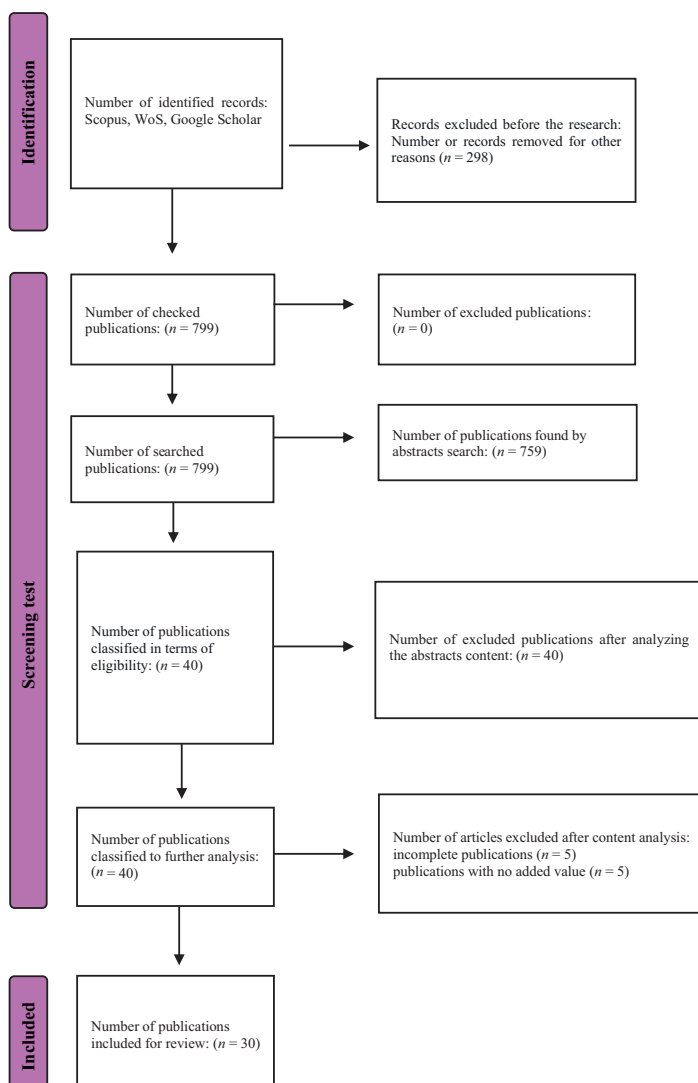 Identification
Number of identified records:
Scopus, WoS, Google Scholar
Records excluded before the research:
Number or records removed for other
reasons (n = 298)
Screening test
Number of checked
publications: (n = 799)
Number of excluded publications:
(n = 0)
Number of searched
publications: (n = 799)
Number of publications found by
abstracts search: (n = 759)
Number of publications
classified in terms of
eligibility: (n = 40)
Number of excluded publications after analyzing
the abstracts content: (n = 40)
Number of publications
classified to further analysis:
(n = 40)
Number of articles excluded after content analysis:
incomplete publications (n = 5)
publications with no added value (n = 5)
Included
Number of publications
included for review: (n = 30)